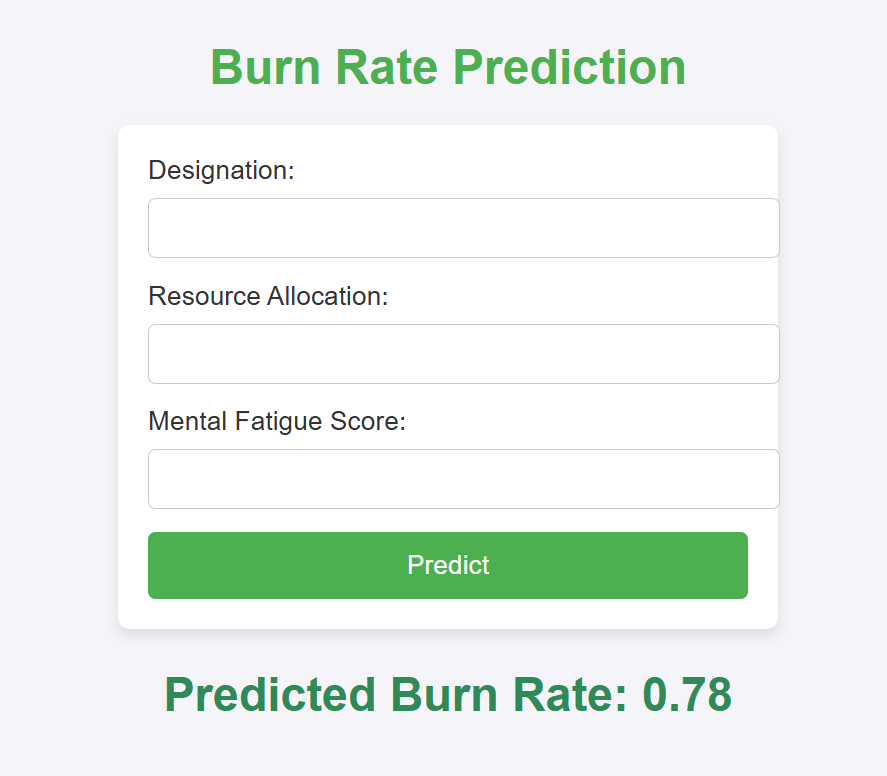 Burn Rate Prediction
Designation:
Resource Allocation:
Mental Fatigue Score:
Predict
Predicted Burn Rate: 0.78